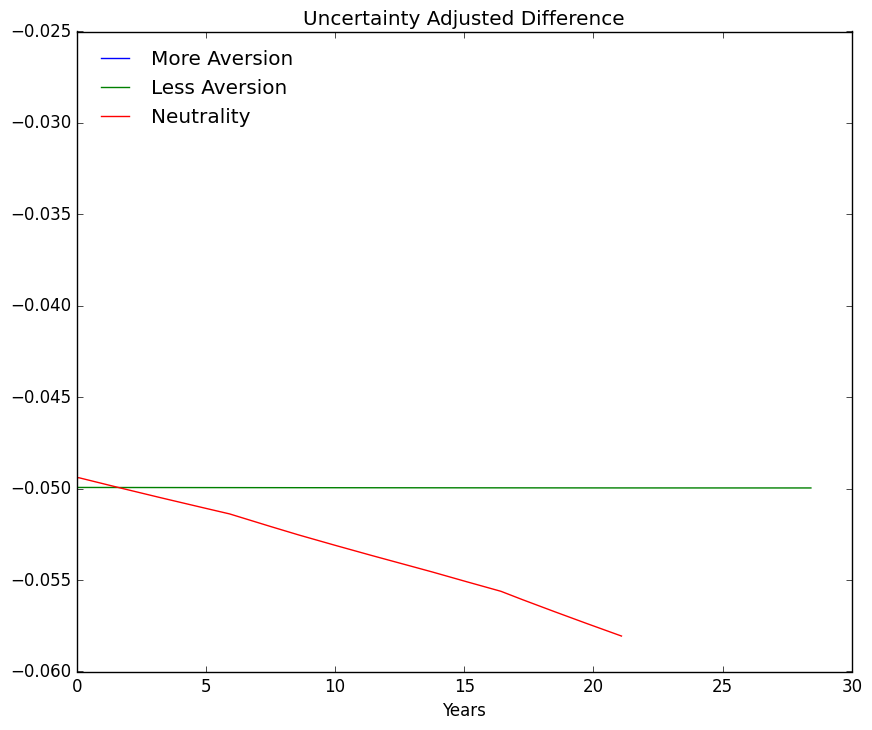 Uncertainty Adjusted Difference
−0.025
More Aversion
Less Aversion
Neutrality
−0.030
−0.035
−0.040
−0.045
−0.050
−0.055
−0.060
0 5 10 15 20 25 30
Years